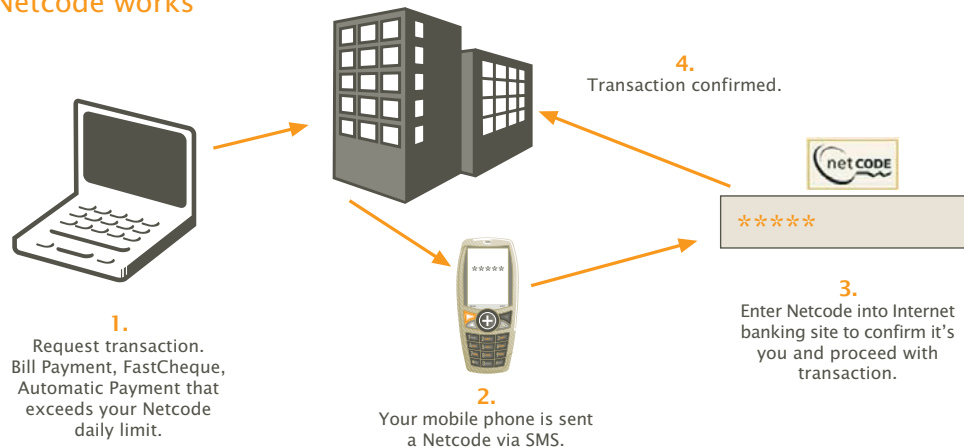 Netcode works
4.
Transaction confirmed.
net CODE
*****
*****
3.
Enter Netcode into Internet
banking site to confirm it's
you and proceed with
transaction.
1.
Request transaction.
Bill Payment, FastCheque,
Automatic Payment that
exceeds your Netcode
daily limit.
2.
Your mobile phone is sent
a Netcode via SMS.